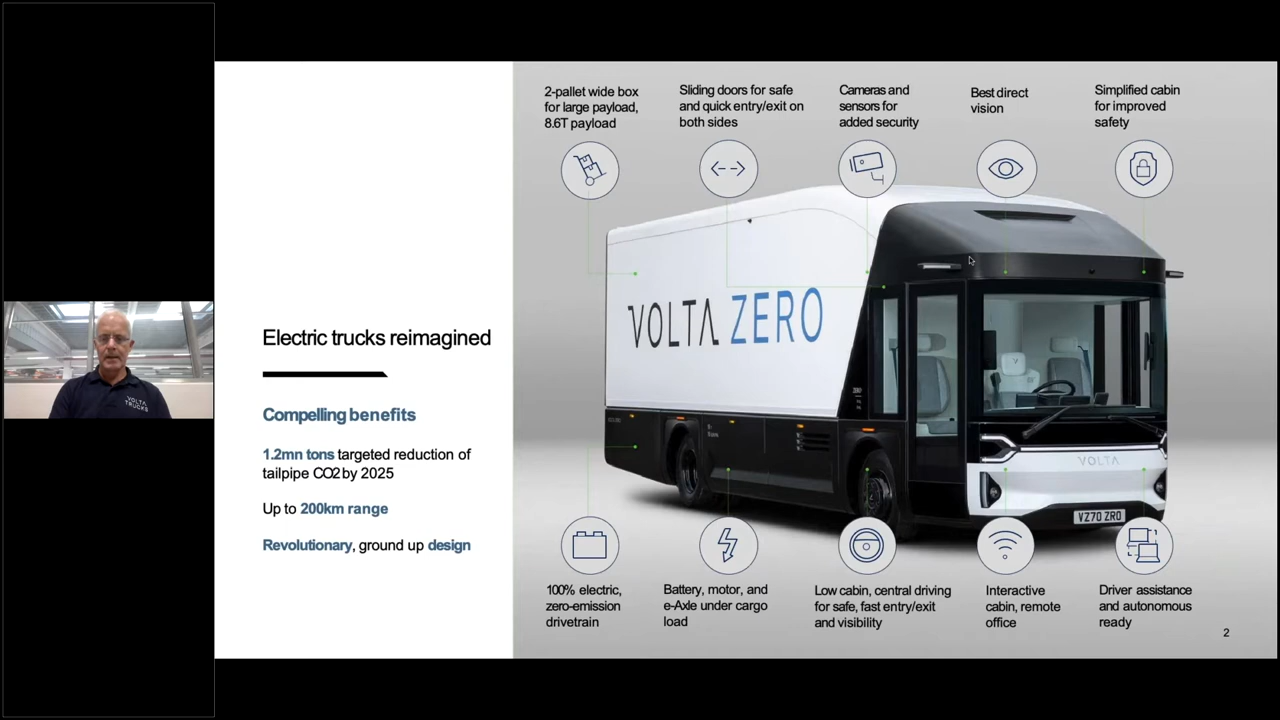 2-pallet wide box
for large payload,
8.6T payload
Sliding doors for safe
and quick entry/exit on
both sides
Cameras and
sensors for
added security
Best direct
vision
Simplified cabin
for improved
safety
VOLTA ZERO
VOLTA
VZ70 ZRO
Electric trucks reimagined
Compelling benefits
1.2mn tons targeted reduction of
tailpipe CO2 by 2025
Up to 200km range
Revolutionary, ground up design
VOLTA
TRUCKS
100% electric,
zero-emission
drivetrain
Battery, motor, and
e-Axle under cargo
load
Low cabin, central driving
for safe, fast entry/exit
and visibility
Interactive
cabin, remote
office
Driver assistance
and autonomous
ready
2